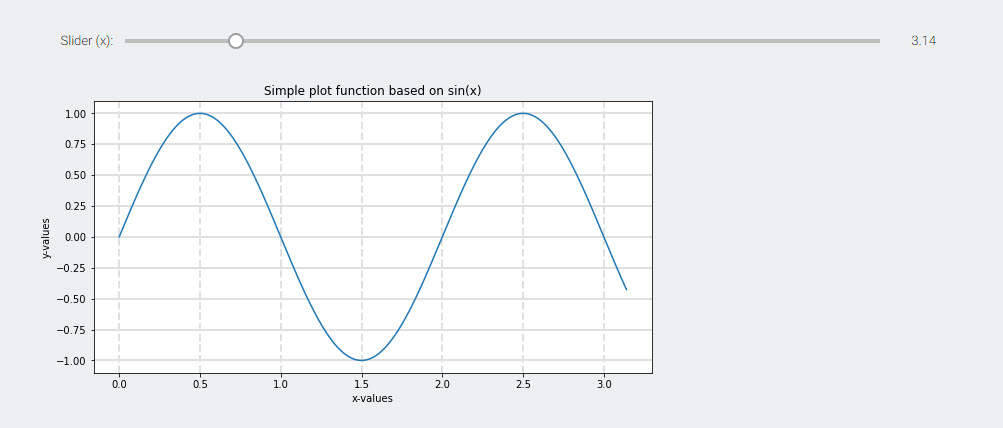 Slider (x): 3.14
Simple plot function based on sin(x)
1.00
0.75
0.50
0.25
0.00
−0.25
−0.50
−0.75
−1.00
y-values
0.0 0.5 1.0 1.5 2.0 2.5 3.0
x-values